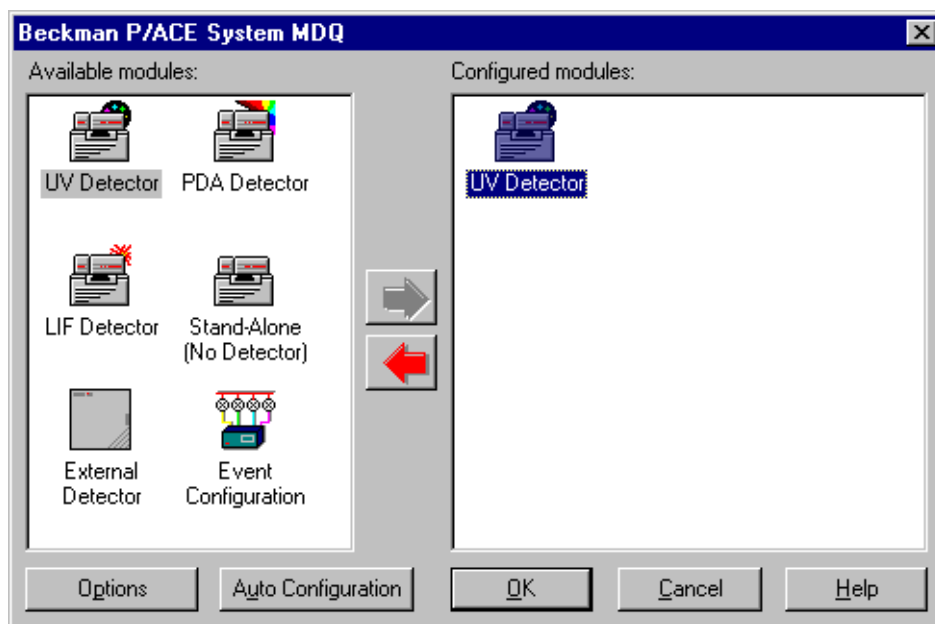 Beckman P/ACE System MDQ
Available modules:
Configured modules:
UV Detector
PDA Detector
LIF Detector
Stand-Alone
(No Detector)
External
Detector
Event
Configuration
UV Detector
Options
Auto Configuration
OK
Cancel
Help